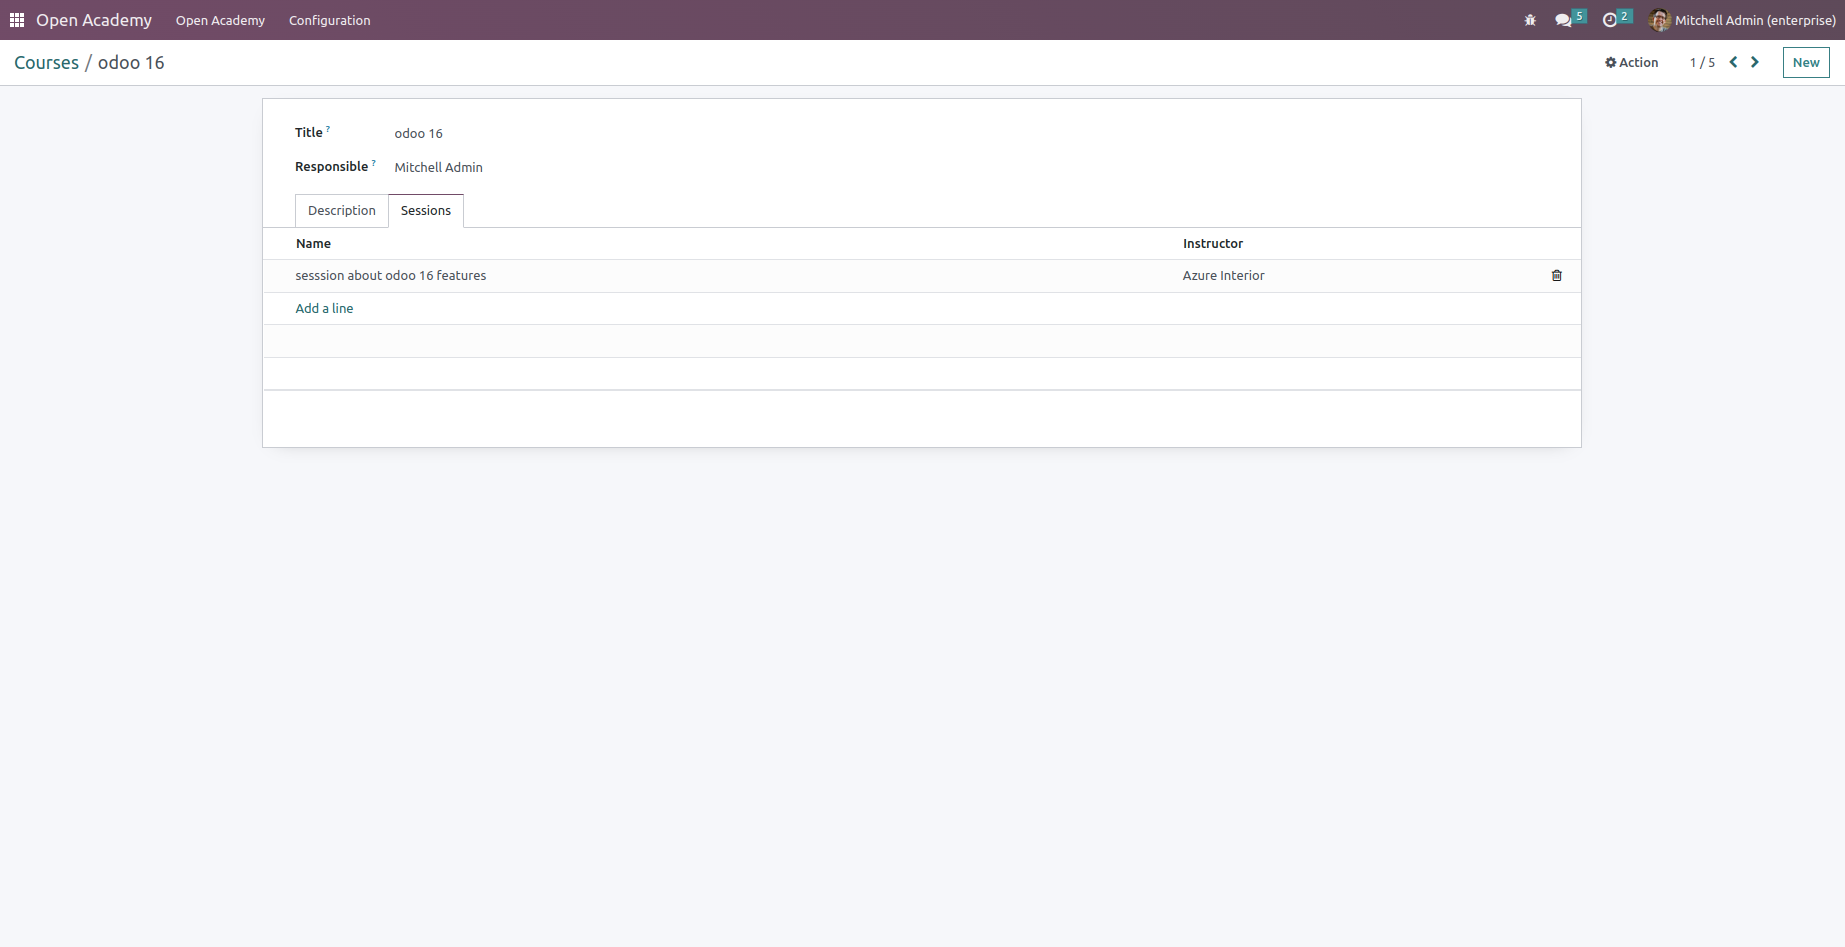 Open Academy Open Academy Configuration 5 2 Mitchell Admin (enterprise)
Courses / odoo 16 Action 1 / 5 New
Title ? odoo 16
Responsible ? Mitchell Admin
Description Sessions
Name Instructor
sesssion about odoo 16 features Azure Interior
Add a line